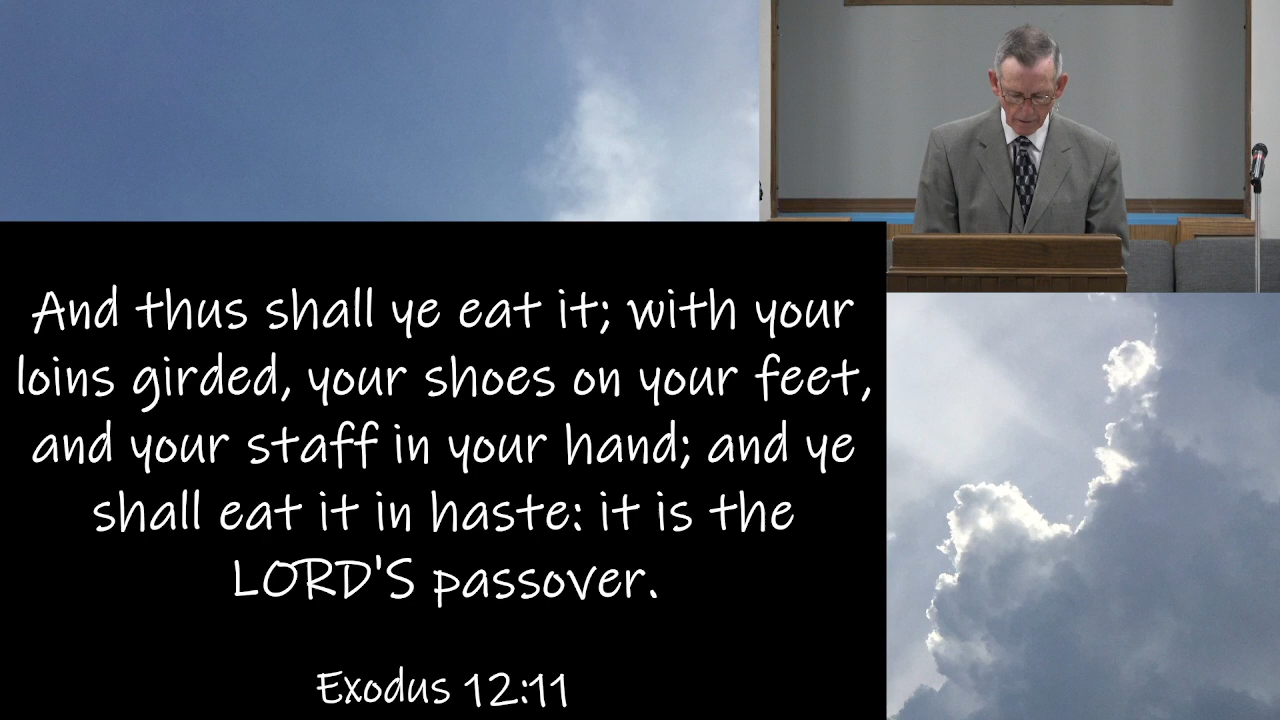 And thus shall ye eat it; with your
loins girded, your shoes on your feet,
and your staff in your hand; and ye
shall eat it in haste: it is the
LORD'S passover.
Exodus 12:11